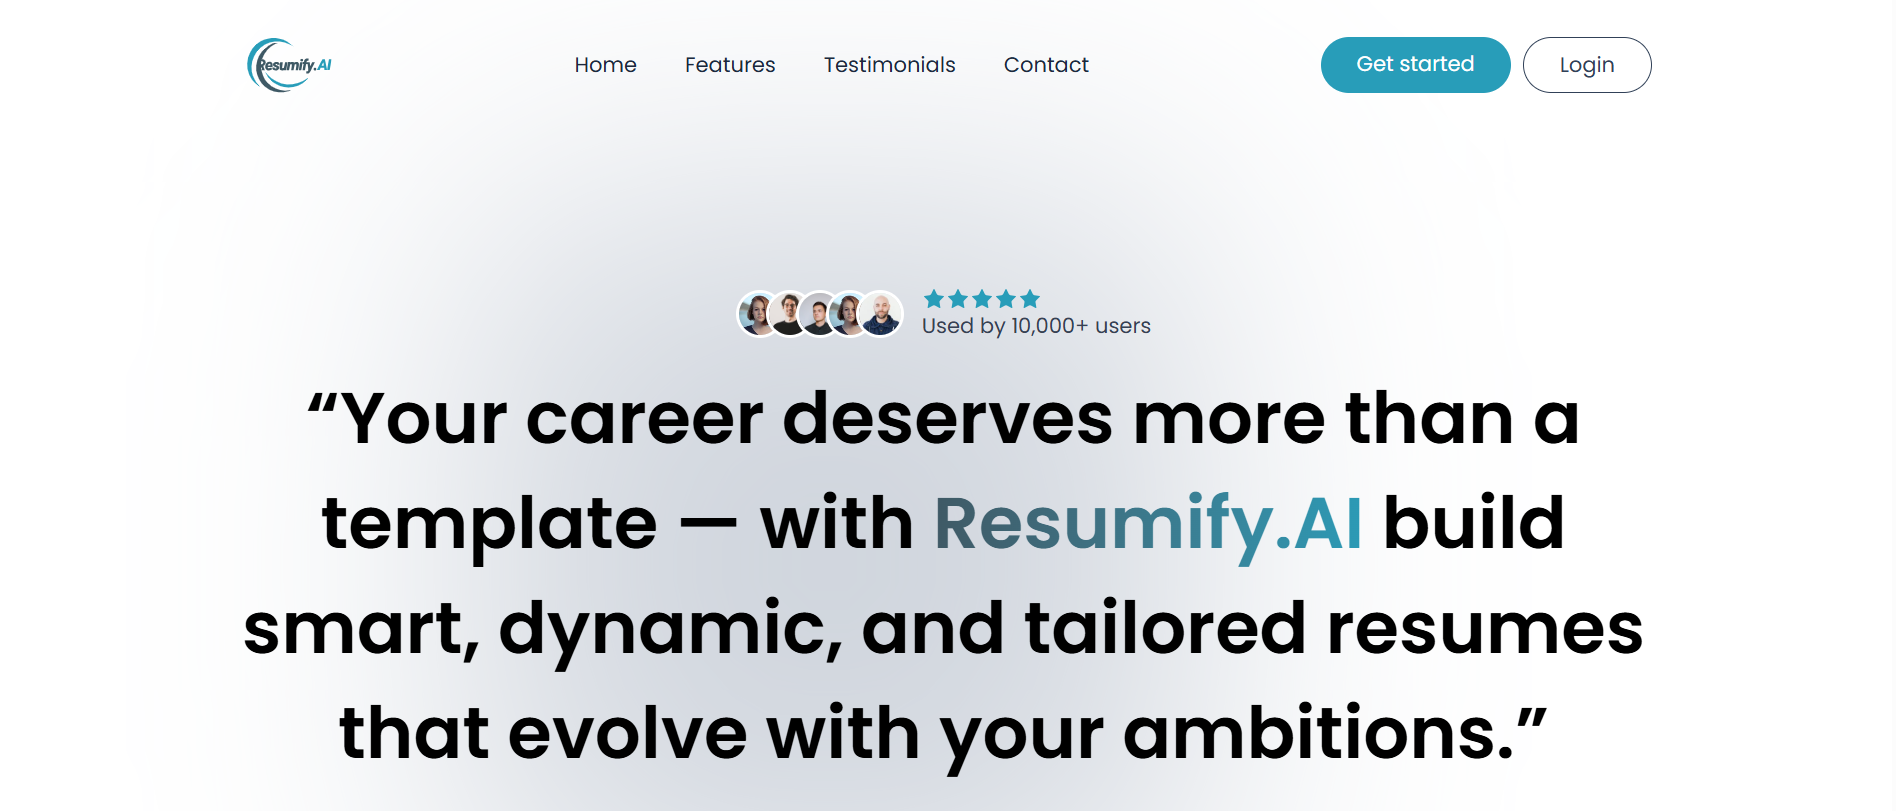 Resumify.AI
Home
Features
Testimonials
Contact
Get started
Login
Used by 10,000+ users
“Your career deserves more than a
template — with Resumify.AI build
smart, dynamic, and tailored resumes
that evolve with your ambitions.”